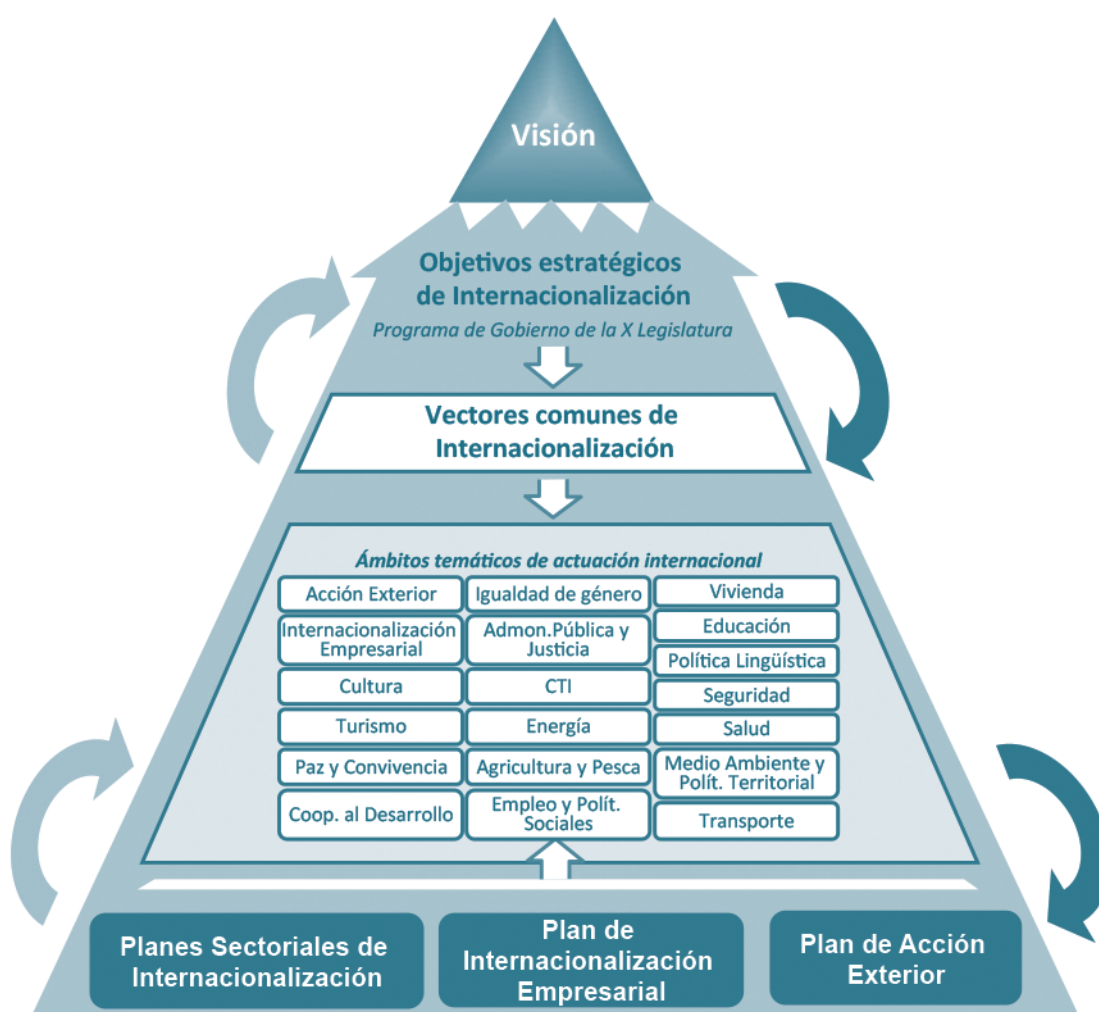 Visión
Objetivos estratégicos
de Internacionalización
Programa de Gobierno de la X Legislatura
Vectores comunes de
Internacionalización
Ámbitos temáticos de actuación internacional
Acción Exterior
Internacionalización
Empresarial
Cultura
Turismo
Paz y Convivencia
Coop. al Desarrollo
Igualdad de género
Admon.Pública y
Justicia
CTI
Energía
Agricultura y Pesca
Empleo y Polít.
Sociales
Vivienda
Educación
Política Lingüística
Seguridad
Salud
Medio Ambiente y
Polít. Territorial
Transporte
Planes Sectoriales de
Internacionalización
Plan de
Internacionalización
Empresarial
Plan de Acción
Exterior